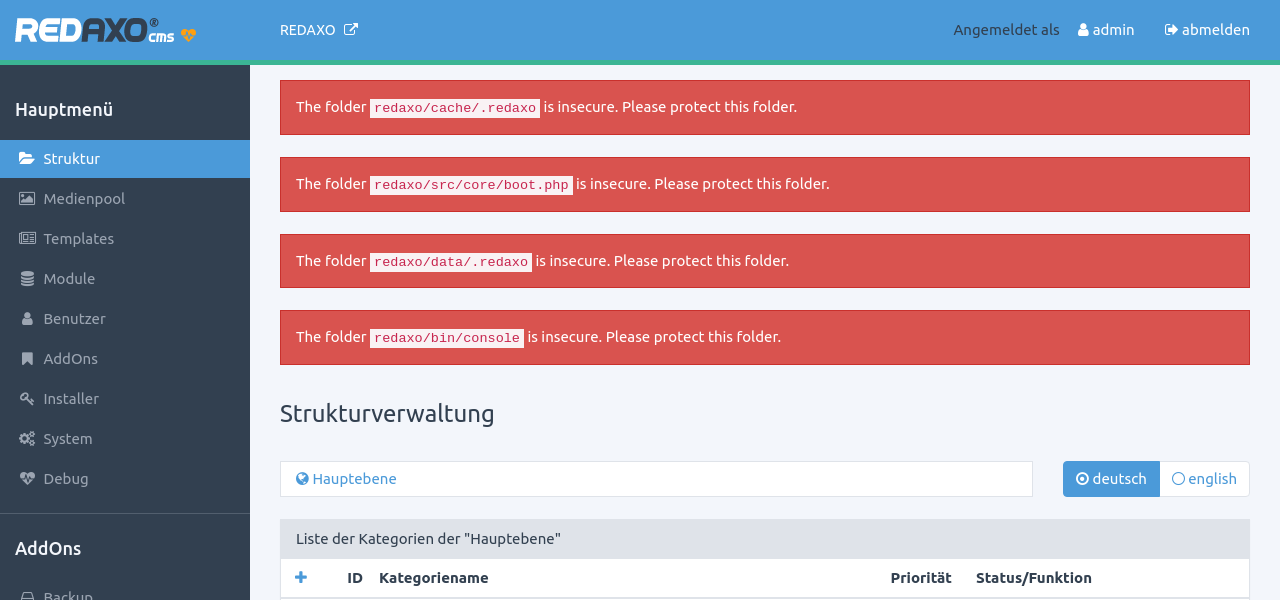 REDAXO® cms
REDAXO
Angemeldet als admin abmelden
Hauptmenü
Struktur
Medienpool
Templates
Module
Benutzer
AddOns
Installer
System
Debug
AddOns
Backup
The folder redaxo/cache/.redaxo is insecure. Please protect this folder.
The folder redaxo/src/core/boot.php is insecure. Please protect this folder.
The folder redaxo/data/.redaxo is insecure. Please protect this folder.
The folder redaxo/bin/console is insecure. Please protect this folder.
Strukturverwaltung
Hauptebene
deutsch english
Liste der Kategorien der "Hauptebene"
ID Kategoriename Priorität Status/Funktion